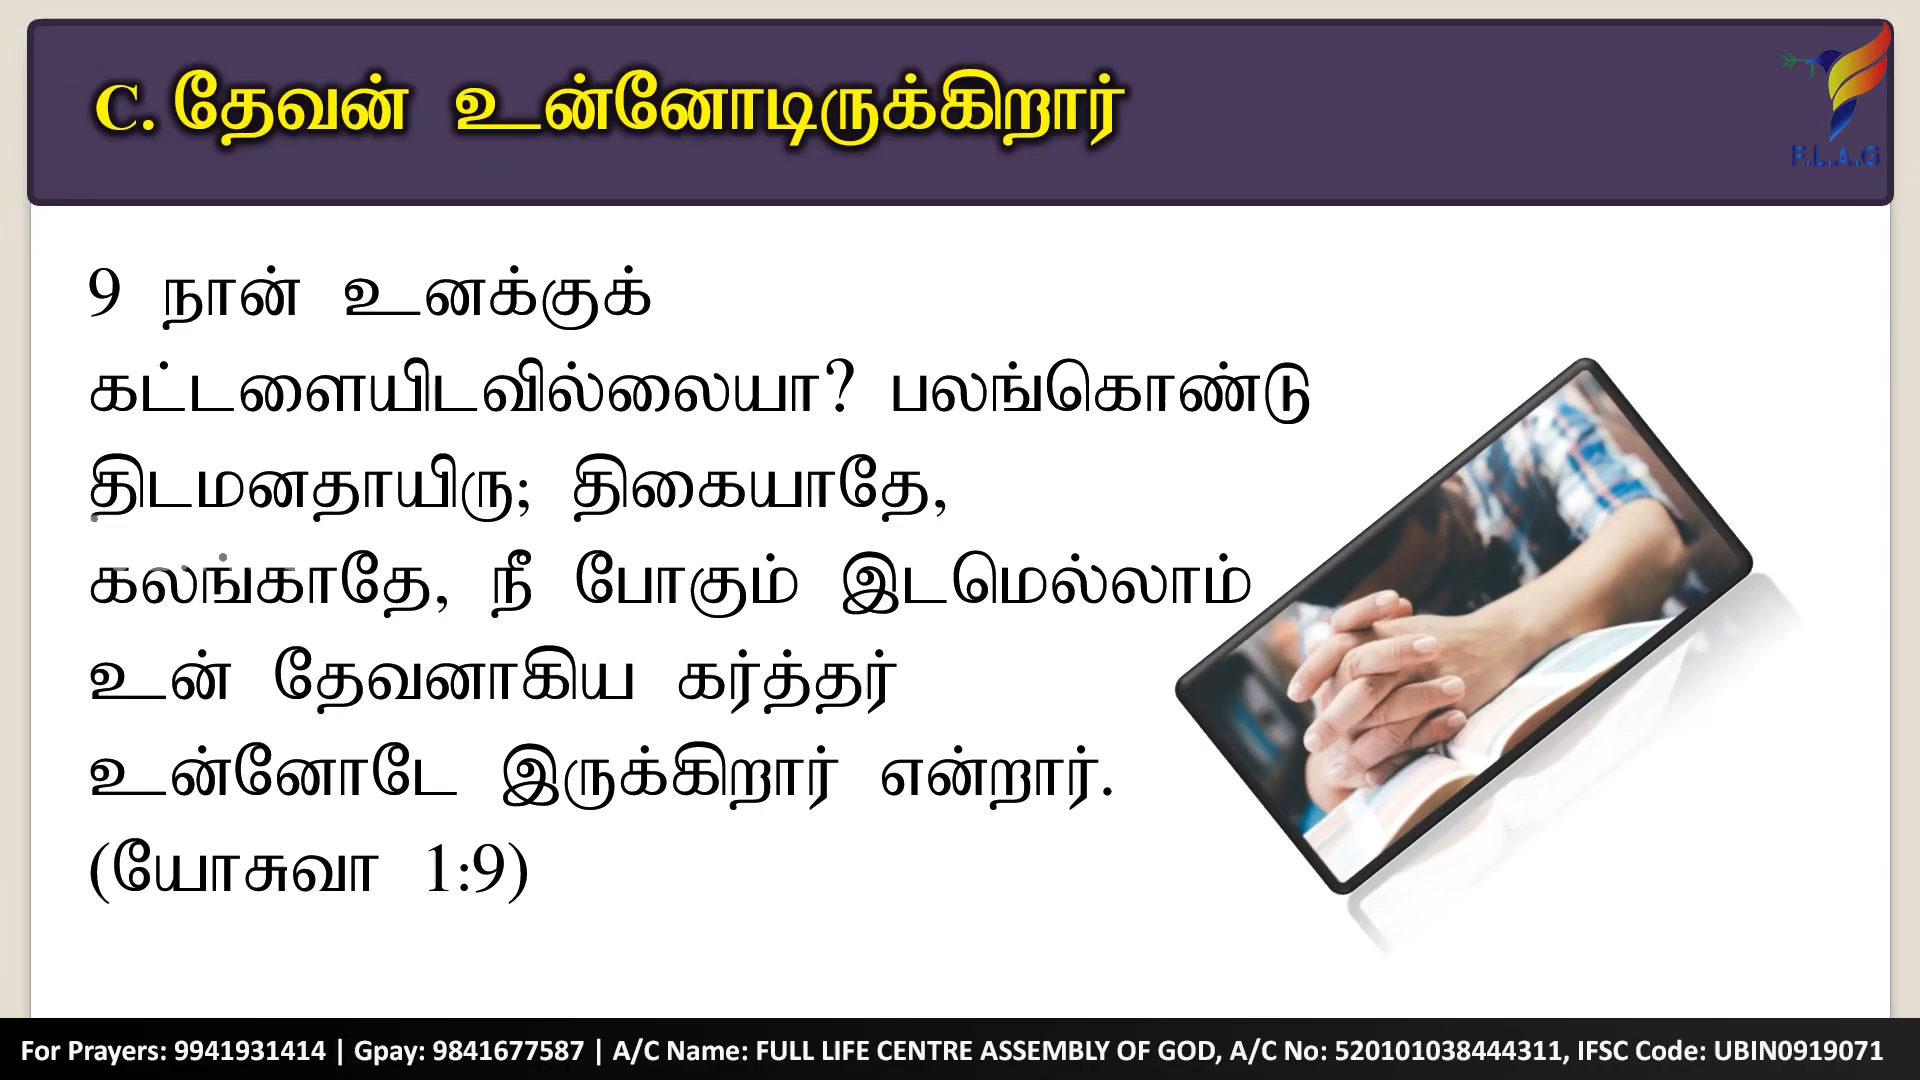 C. தேவன் உன்னோடிருக்கிறார்
F.L.A.G
9 நான் உனக்குக்
கட்டளையிடவில்லையா? பலங்கொண்டு
திடமனதாயிரு; திகையாதே,
கலங்காதே, நீ போகும் இடமெல்லாம்
உன் தேவனாகிய கர்த்தர்
உன்னோடே இருக்கிறார் என்றார்.
(யோசுவா 1:9)
For Prayers: 9941931414 | Gpay: 9841677587 | A/C Name: FULL LIFE CENTRE ASSEMBLY OF GOD, A/C No: 520101038444311, IFSC Code: UBIN0919071